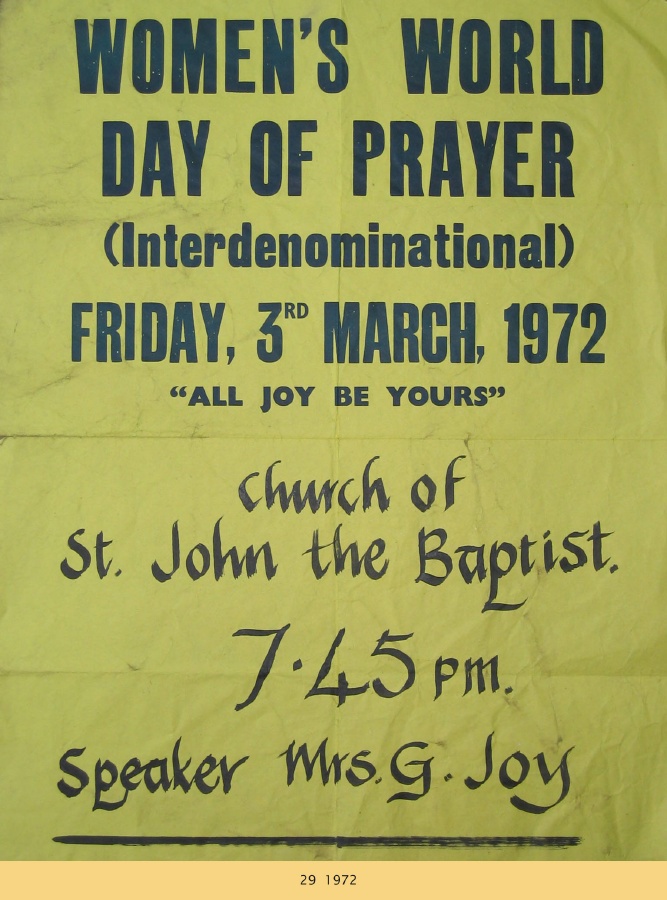 WOMEN'S WORLD
DAY OF PRAYER
(Interdenominational)
FRIDAY, 3RD MARCH, 1972
“ALL JOY BE YOURS”
Church of
St. John the Baptist.
7·45 pm.
Speaker Mrs. G. Joy
29 1972